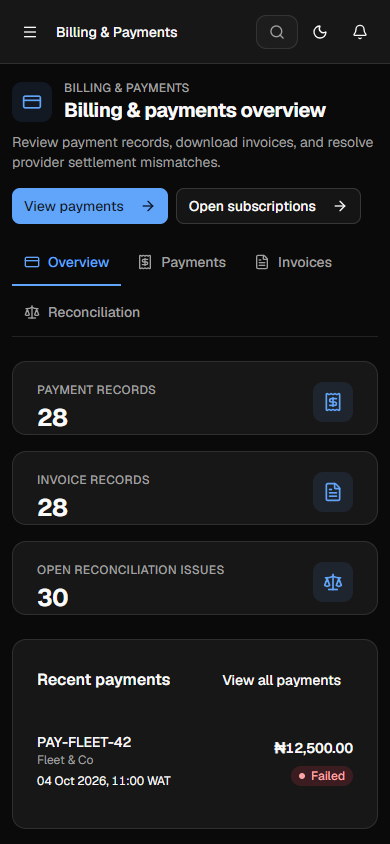 Billing & Payments
BILLING & PAYMENTS
Billing & payments overview
Review payment records, download invoices, and resolve
provider settlement mismatches.
View payments
Open subscriptions
Overview
Payments
Invoices
Reconciliation
PAYMENT RECORDS
28
INVOICE RECORDS
28
OPEN RECONCILIATION ISSUES
30
Recent payments
View all payments
PAY-FLEET-42
₦12,500.00
Fleet & Co
Failed
04 Oct 2026, 11:00 WAT